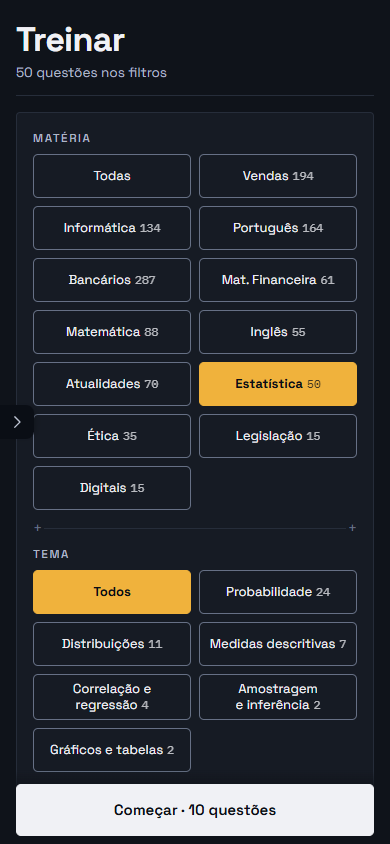 Treinar
50 questões nos filtros
MATÉRIA
Todas
Vendas 194
Informática 134
Português 164
Bancários 287
Mat. Financeira 61
Matemática 88
Inglês 55
Atualidades 70
Estatística 50
Ética 35
Legislação 15
Digitais 15
TEMA
Todos
Probabilidade 24
Distribuições 11
Medidas descritivas 7
Correlação e
regressão 4
Amostragem
e inferência 2
Gráficos e tabelas 2
Começar · 10 questões